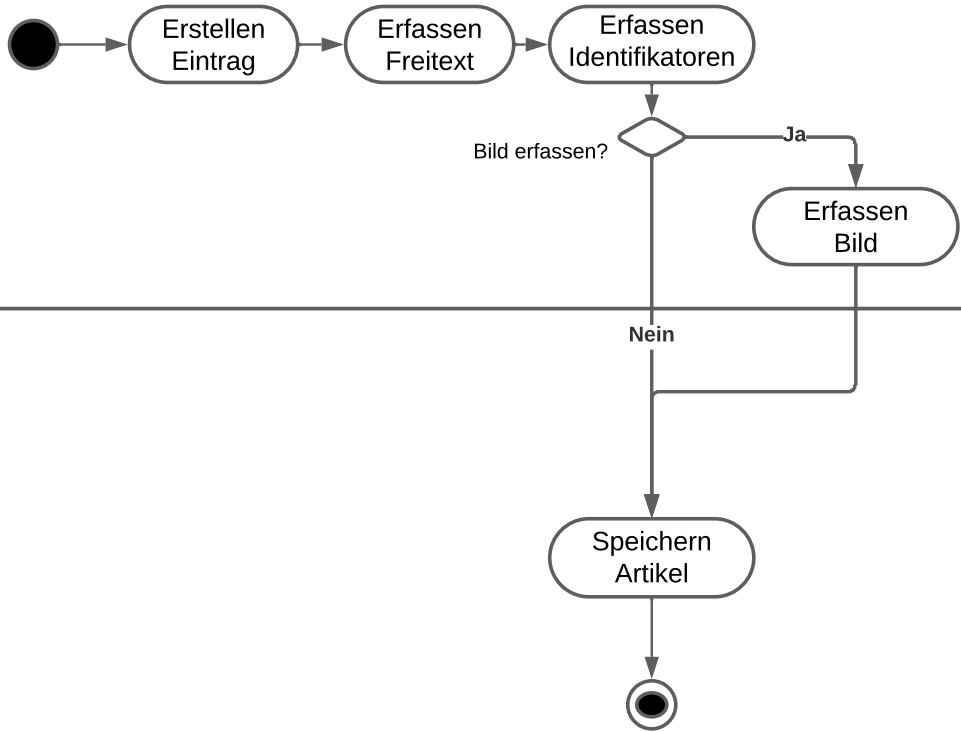 Erstellen
Eintrag
Erfassen
Freitext
Erfassen
Identifikatoren
Bild erfassen?
Ja
Erfassen
Bild
Nein
Speichern
Artikel